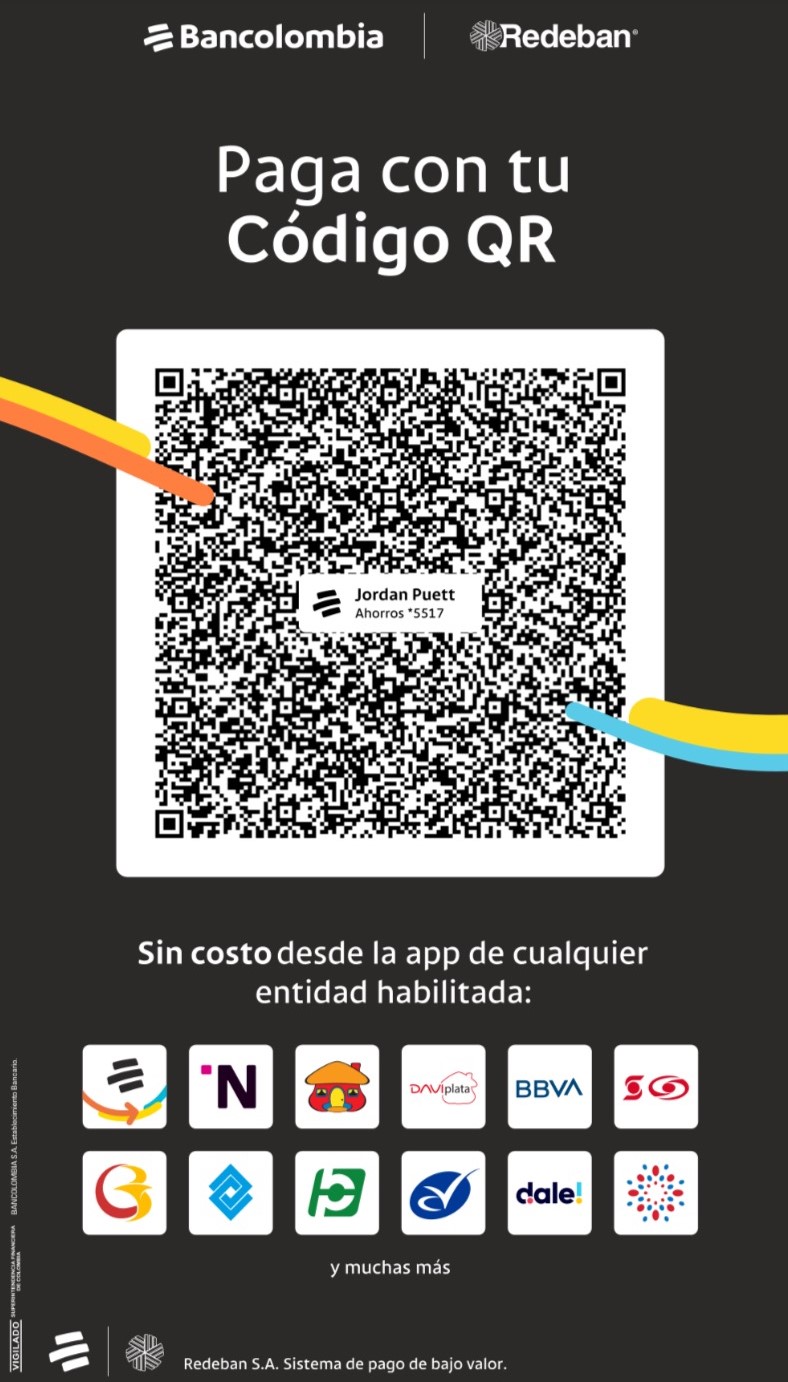 Bancolombia
Redeban
Paga con tu
Código QR
Jordan Puett
Ahorros *5517
Sin costo desde la app de cualquier
entidad habilitada:
N
DAVIplata
BBVA
dale!
y muchas más
VIGILADO SUPERINTENDENCIA FINANCIERA
DE COLOMBIA
BANCOLOMBIA S.A. Establecimiento Bancario.
Redeban S.A. Sistema de pago de bajo valor.